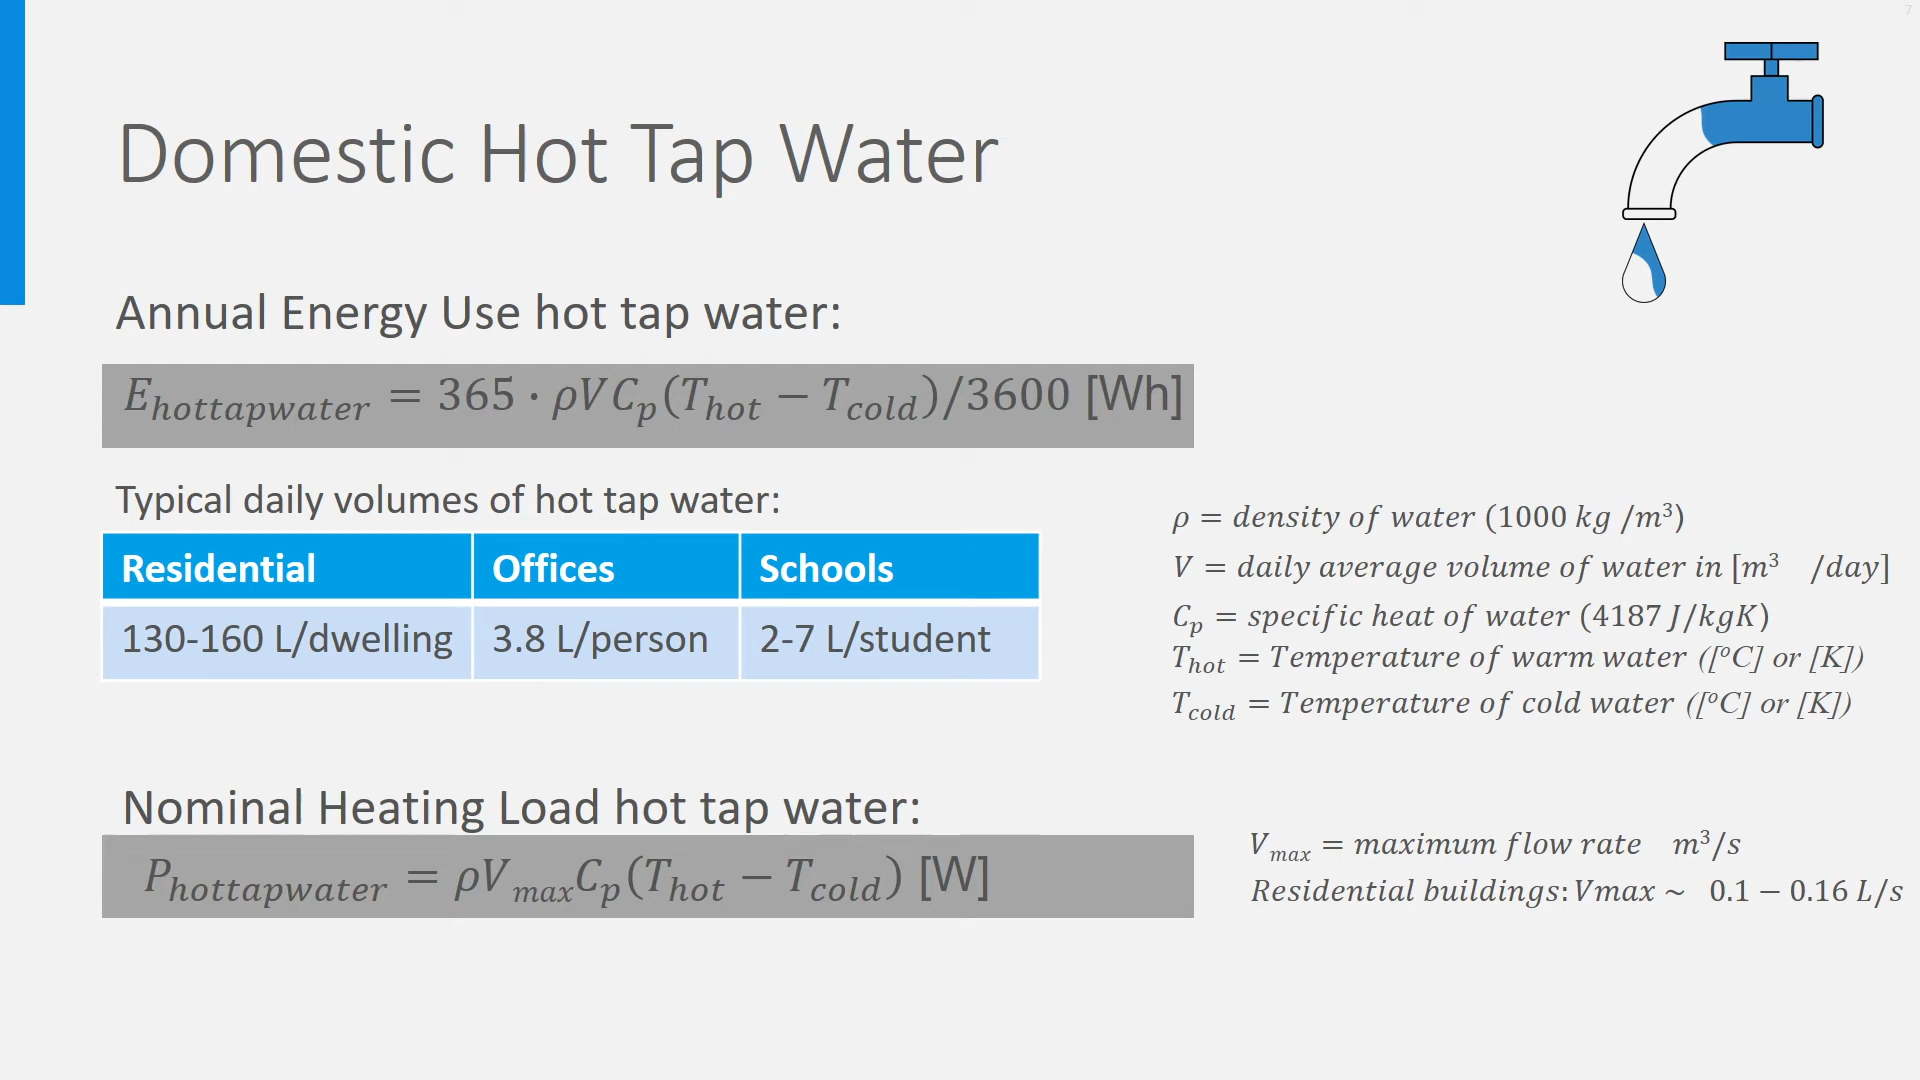 7
Domestic Hot Tap Water
Annual Energy Use hot tap water:
E_hottapwater = 365 · ρVC_p(T_hot − T_cold)/3600 [Wh]
Typical daily volumes of hot tap water:
Residential Offices Schools
130-160 L/dwelling 3.8 L/person 2-7 L/student
ρ = density of water (1000 kg /m³)
V = daily average volume of water in [m³ /day]
C_p = specific heat of water (4187 J/kgK)
T_hot = Temperature of warm water ([°C] or [K])
T_cold = Temperature of cold water ([°C] or [K])
Nominal Heating Load hot tap water:
P_hottapwater = ρV_max C_p(T_hot − T_cold) [W]
V_max = maximum flow rate m³/s
Residential buildings: Vmax ~ 0.1 − 0.16 L/s